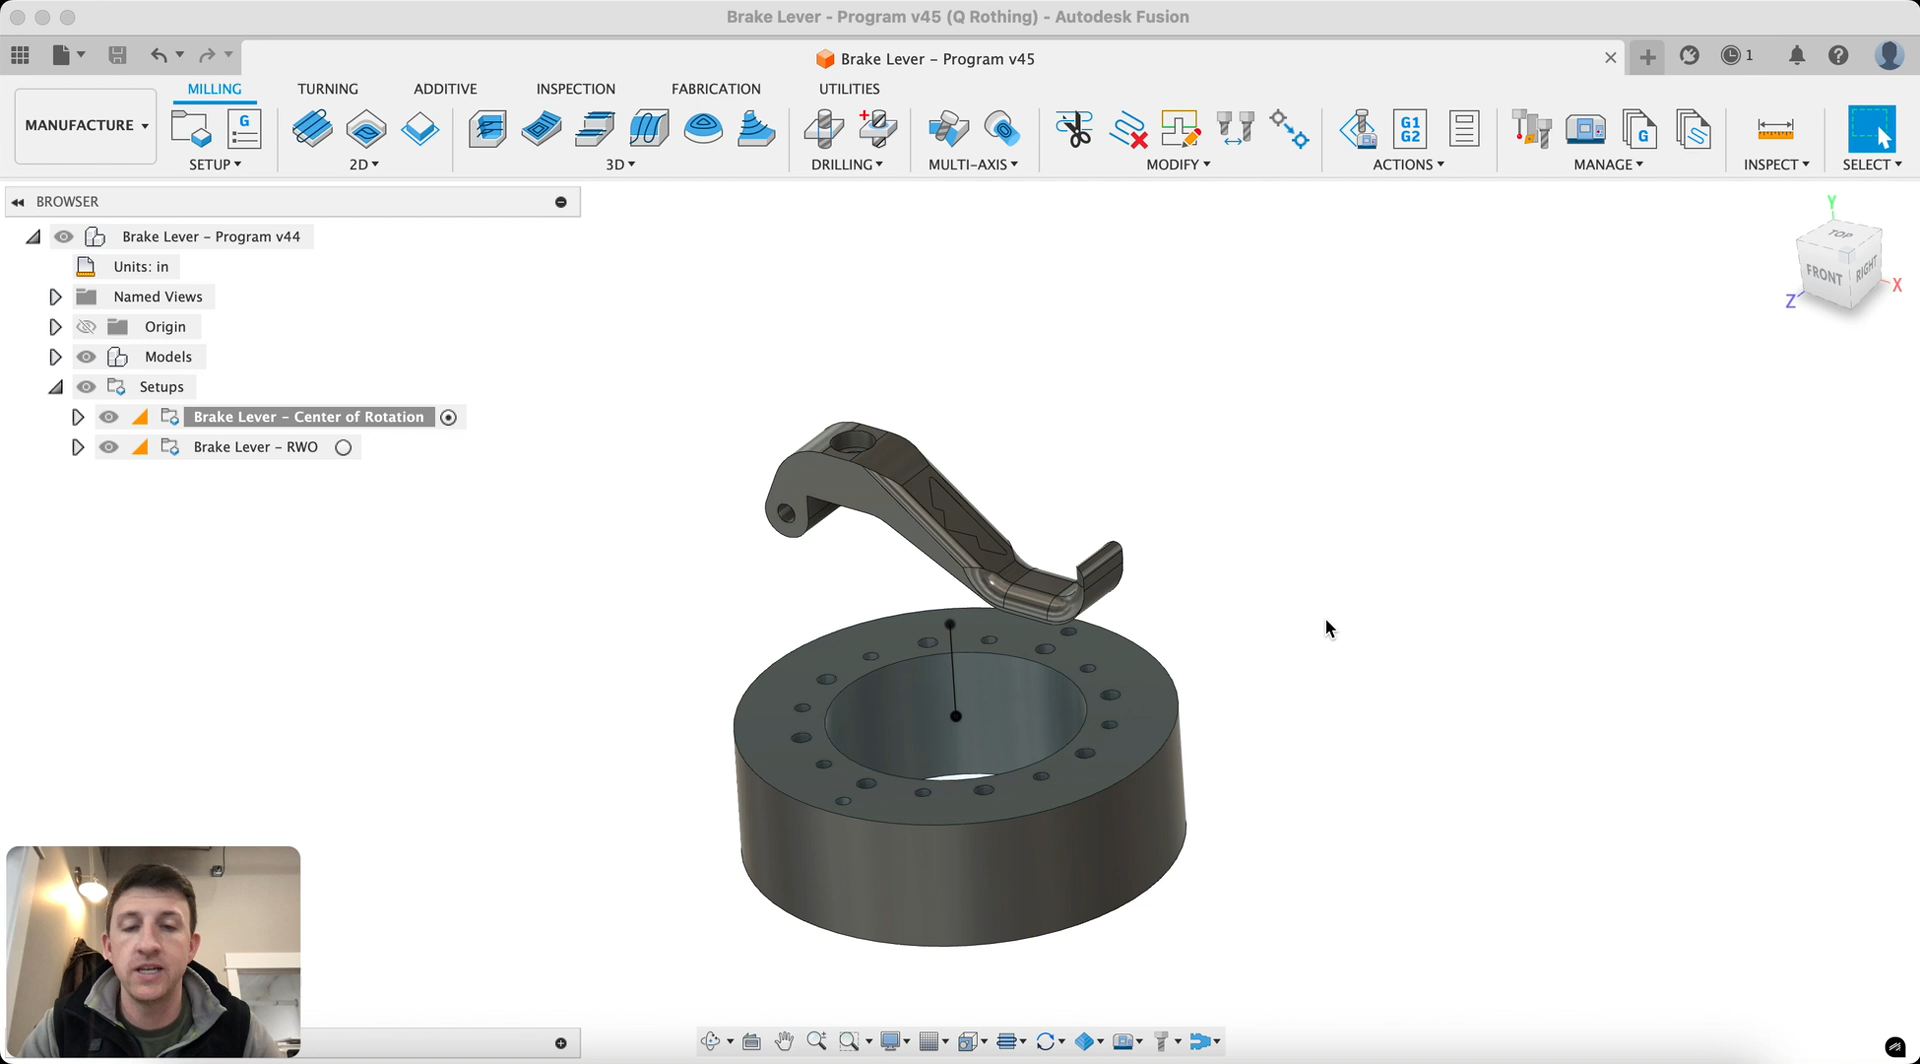 Brake Lever - Program v45 (Q Rothing) - Autodesk Fusion
Brake Lever - Program v45
1
MILLING
TURNING
ADDITIVE
INSPECTION
FABRICATION
UTILITIES
MANUFACTURE
G
G1
G2
G
SETUP
2D
3D
DRILLING
MULTI-AXIS
MODIFY
ACTIONS
MANAGE
INSPECT
SELECT
BROWSER
Brake Lever - Program v44
Units: in
Named Views
Origin
Models
Setups
Brake Lever - Center of Rotation
Brake Lever - RWO
Y
TOP
FRONT
RIGHT
X
Z